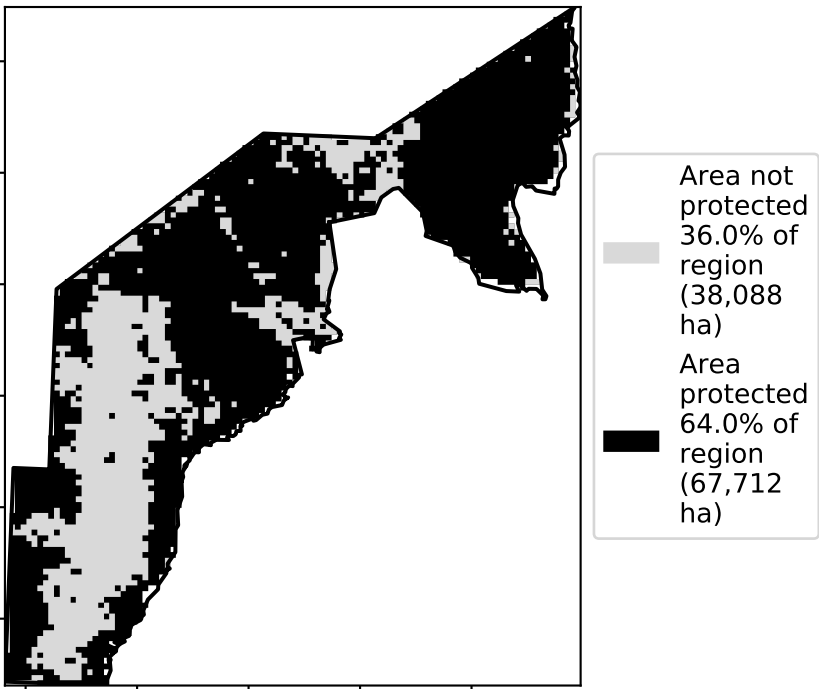 Area not
protected
36.0% of
region
(38,088
ha)
Area
protected
64.0% of
region
(67,712
ha)